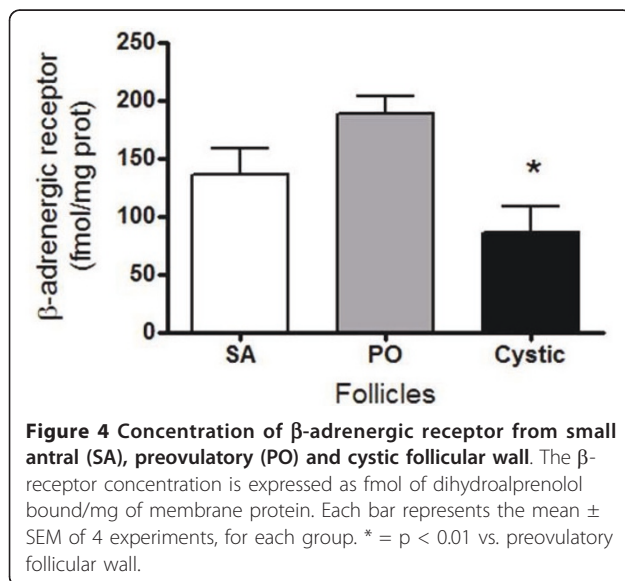 β-adrenergic receptor
(fmol/mg prot)
250
200
150
100
50
0
*
SA PO Cystic
Follicles
Figure 4 Concentration of β-adrenergic receptor from small
antral (SA), preovulatory (PO) and cystic follicular wall. The β-
receptor concentration is expressed as fmol of dihydroalprenolol
bound/mg of membrane protein. Each bar represents the mean ±
SEM of 4 experiments, for each group. * = p < 0.01 vs. preovulatory
follicular wall.